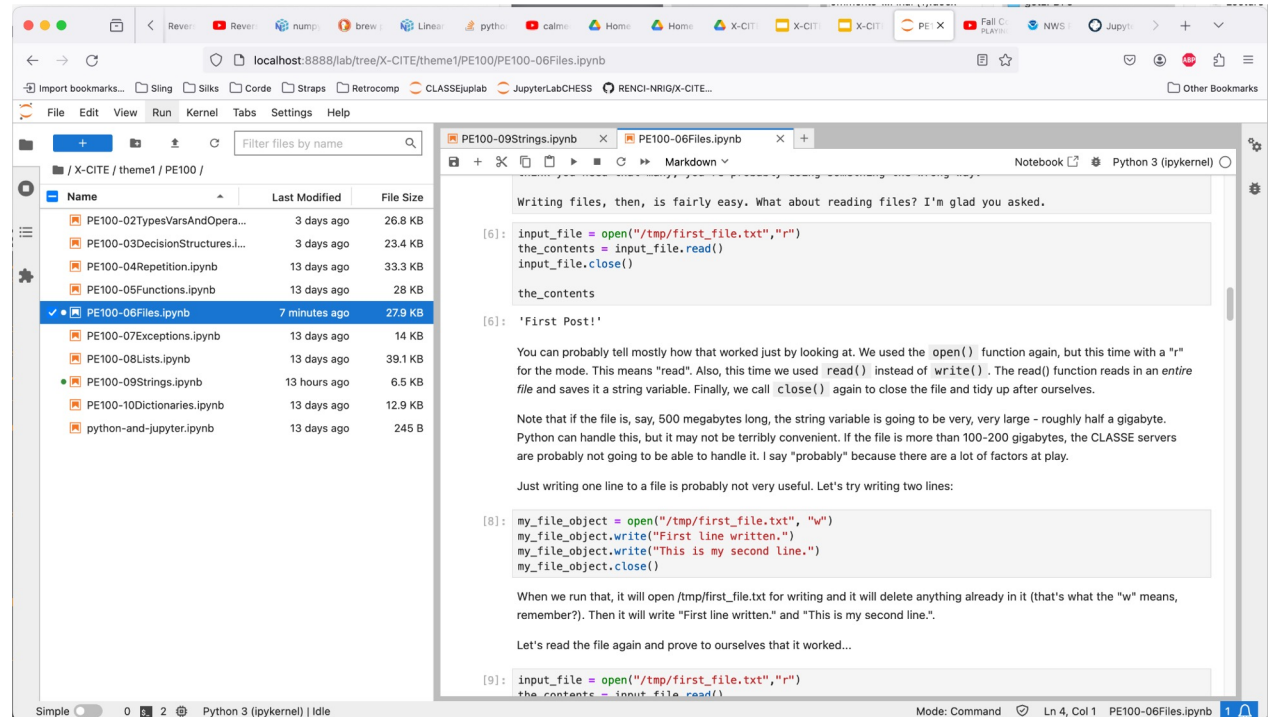 Revers
Revers
numpy
brew
Linear
pytho
calme
Home
Home
X-CIT
X-CIT
X-CIT
PE1 X
Fall C
PLAYIN
NWS
Jupyt
localhost:8888/lab/tree/X-CITE/theme1/PE100/PE100-06Files.ipynb
ABP
Import bookmarks... Sling Silks Corde Straps Retrocomp CLASSEjuplab JupyterLabCHESS RENCI-NRIG/X-CITE... Other Bookmarks
File Edit View Run Kernel Tabs Settings Help
Filter files by name
/ X-CITE / theme1 / PE100 /
Name Last Modified File Size
PE100-02TypesVarsAndOpera... 3 days ago 26.8 KB
PE100-03DecisionStructures.i... 3 days ago 23.4 KB
PE100-04Repetition.ipynb 13 days ago 33.3 KB
PE100-05Functions.ipynb 13 days ago 28 KB
PE100-06Files.ipynb 7 minutes ago 27.9 KB
PE100-07Exceptions.ipynb 13 days ago 14 KB
PE100-08Lists.ipynb 13 days ago 39.1 KB
PE100-09Strings.ipynb 13 hours ago 6.5 KB
PE100-10Dictionaries.ipynb 13 days ago 12.9 KB
python-and-jupyter.ipynb 13 days ago 245 B
PE100-09Strings.ipynb PE100-06Files.ipynb
Markdown Notebook Python 3 (ipykernel)
Writing files, then, is fairly easy. What about reading files? I'm glad you asked.
[6]: input_file = open("/tmp/first_file.txt","r")
the_contents = input_file.read()
input_file.close()
the_contents
[6]: 'First Post!'
You can probably tell mostly how that worked just by looking at. We used the open() function again, but this time with a "r"
for the mode. This means "read". Also, this time we used read() instead of write() . The read() function reads in an entire
file and saves it a string variable. Finally, we call close() again to close the file and tidy up after ourselves.
Note that if the file is, say, 500 megabytes long, the string variable is going to be very, very large - roughly half a gigabyte.
Python can handle this, but it may not be terribly convenient. If the file is more than 100-200 gigabytes, the CLASSE servers
are probably not going to be able to handle it. I say "probably" because there are a lot of factors at play.
Just writing one line to a file is probably not very useful. Let's try writing two lines:
[8]: my_file_object = open("/tmp/first_file.txt", "w")
my_file_object.write("First line written.")
my_file_object.write("This is my second line.")
my_file_object.close()
When we run that, it will open /tmp/first_file.txt for writing and it will delete anything already in it (that's what the "w" means,
remember?). Then it will write "First line written." and "This is my second line.".
Let's read the file again and prove to ourselves that it worked...
[9]: input_file = open("/tmp/first_file.txt","r")
the_contents = input_file.read()
Simple 0 2 Python 3 (ipykernel) | Idle Mode: Command Ln 4, Col 1 PE100-06Files.ipynb 1